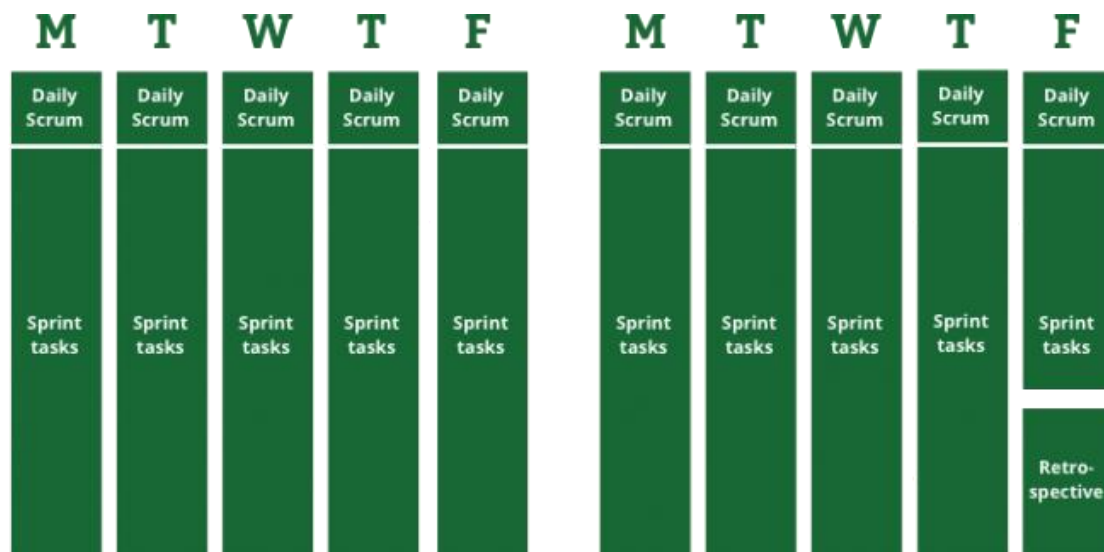 M T W T F M T W T F
Daily Daily Daily Daily Daily Daily Daily Daily Daily Daily
Scrum Scrum Scrum Scrum Scrum Scrum Scrum Scrum Scrum Scrum
Sprint Sprint Sprint Sprint Sprint Sprint Sprint Sprint Sprint Sprint
tasks tasks tasks tasks tasks tasks tasks tasks tasks tasks
Retro-
spective